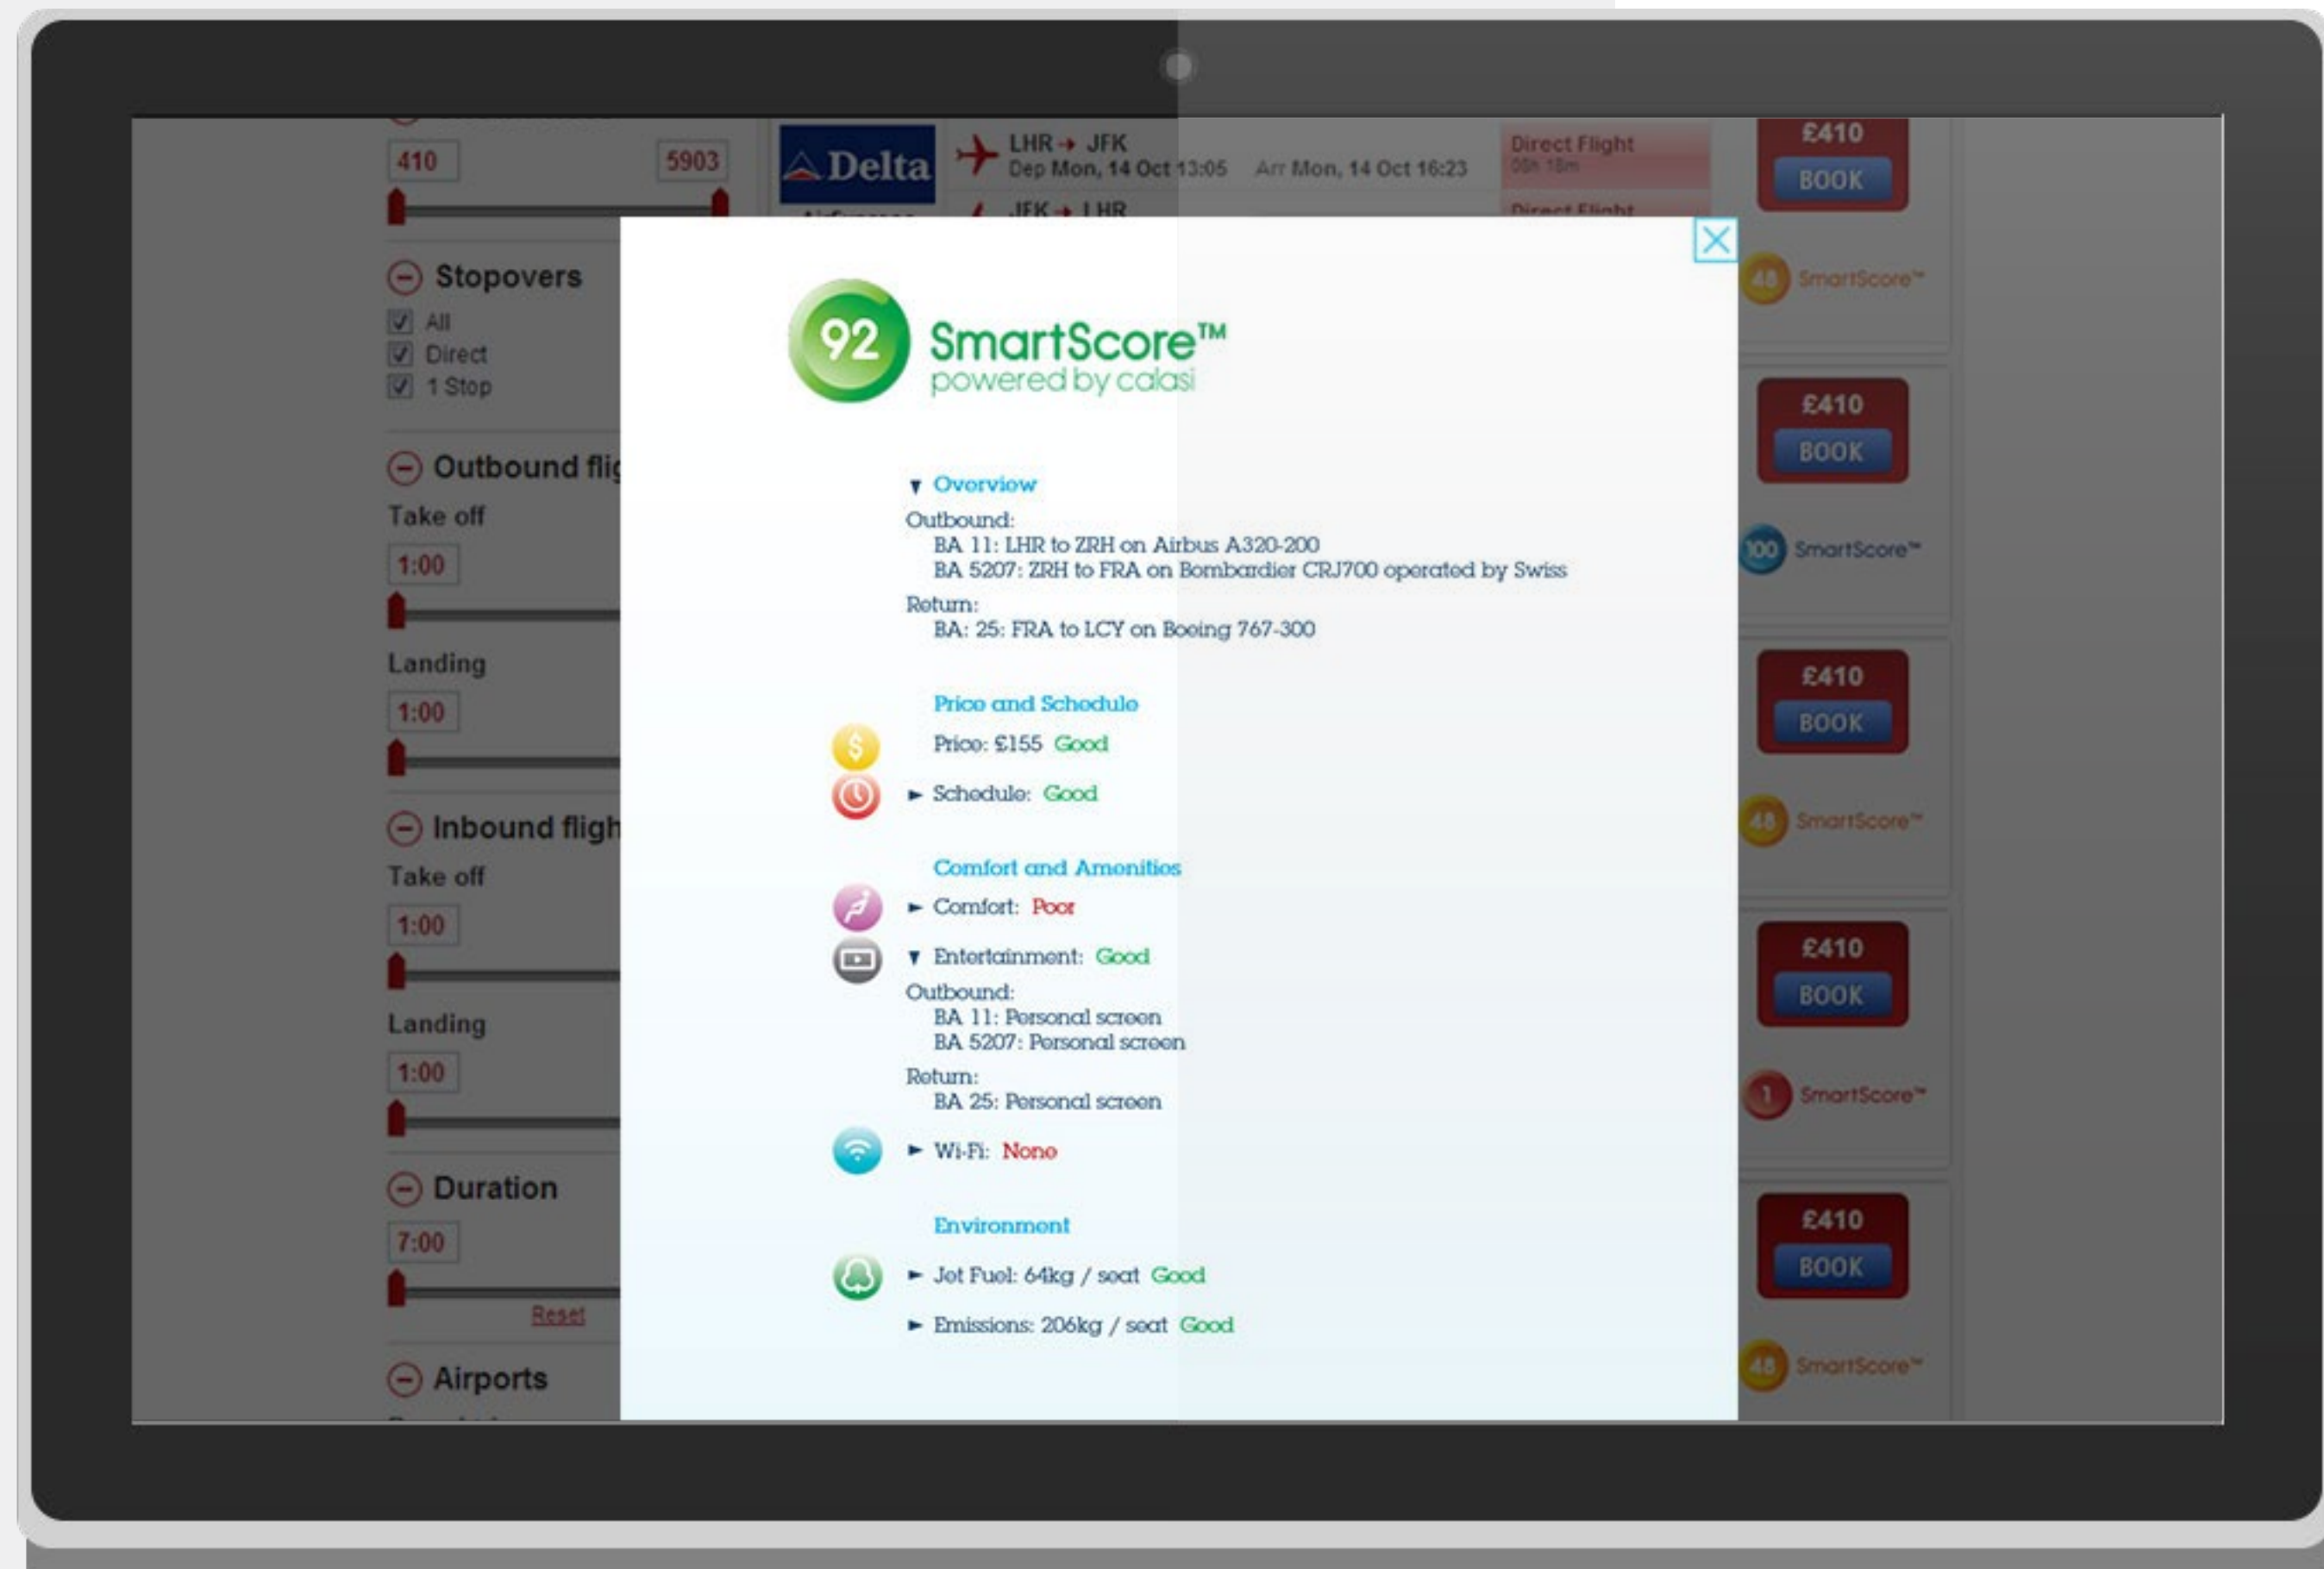 410
5903
Stopovers
All
Direct
1 Stop
Outbound flig
Take off
1:00
Landing
1:00
Inbound fligh
Take off
1:00
Landing
1:00
Duration
7:00
Reset
Airports
Delta
LHR → JFK
Dep Mon, 14 Oct 13:05 Arr Mon, 14 Oct 16:23
Direct Flight
JFK → LHR
Direct Flight
92
SmartScore™
powered by calasi
▼ Overview
Outbound:
BA 11: LHR to ZRH on Airbus A320-200
BA 5207: ZRH to FRA on Bombardier CRJ700 operated by Swiss
Return:
BA: 25: FRA to LCY on Boeing 767-300
Price and Schedule
$
Price: £155 Good
► Schedule: Good
Comfort and Amenities
► Comfort: Poor
▼ Entertainment: Good
Outbound:
BA 11: Personal screen
BA 5207: Personal screen
Return:
BA 25: Personal screen
► Wi-Fi: None
Environment
► Jet Fuel: 64kg / seat Good
► Emissions: 206kg / seat Good
£410
BOOK
48 SmartScore™
£410
BOOK
100 SmartScore™
£410
BOOK
48 SmartScore™
£410
BOOK
1 SmartScore™
£410
BOOK
48 SmartScore™